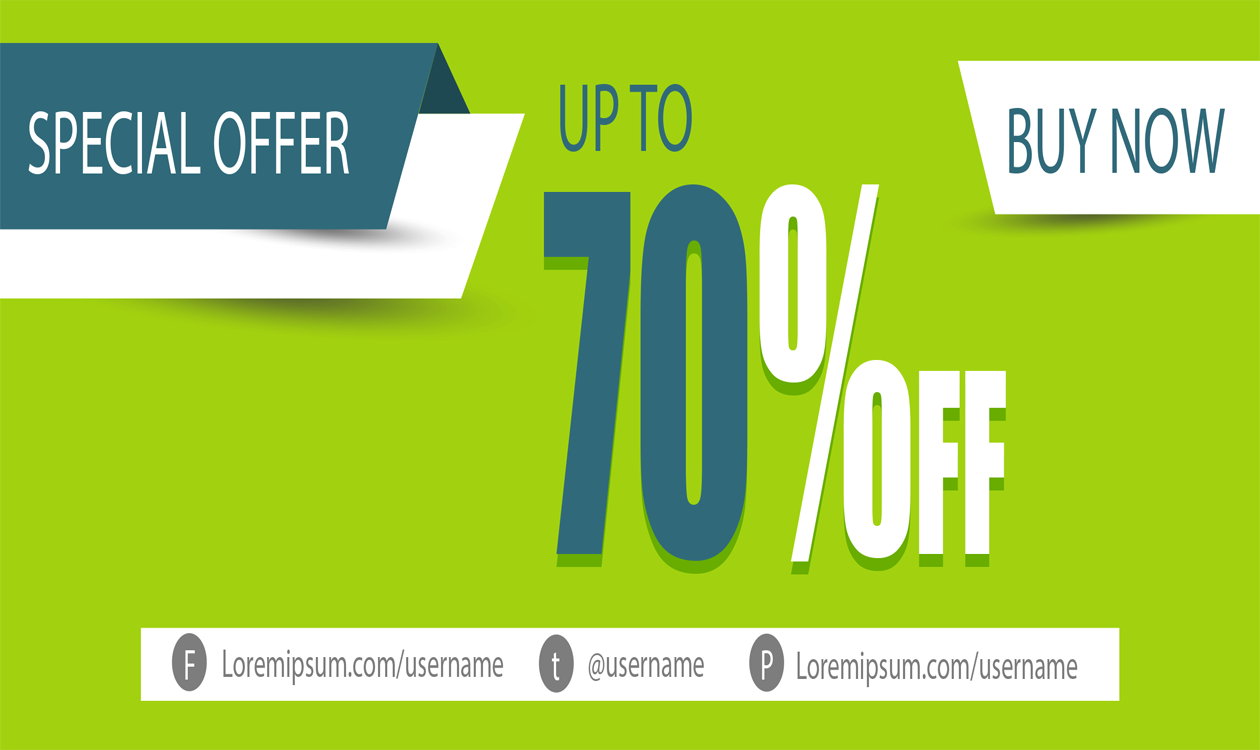 SPECIAL OFFER
UP TO
BUY NOW
70% OFF
F Loremipsum.com/username t @username P Loremipsum.com/username